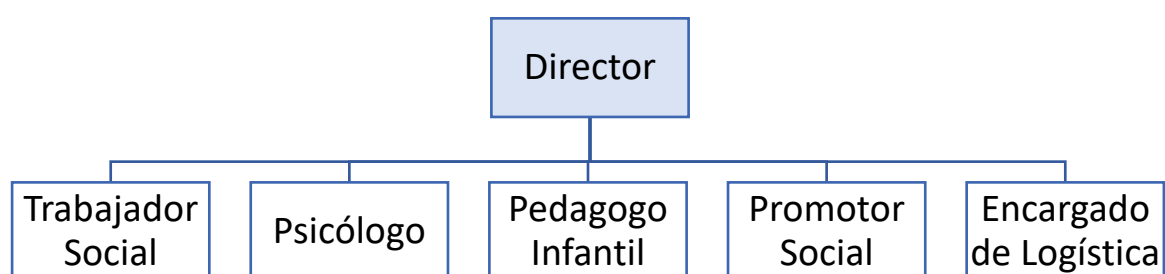 Director
Trabajador
Social
Psicólogo
Pedagogo
Infantil
Promotor
Social
Encargado
de Logística